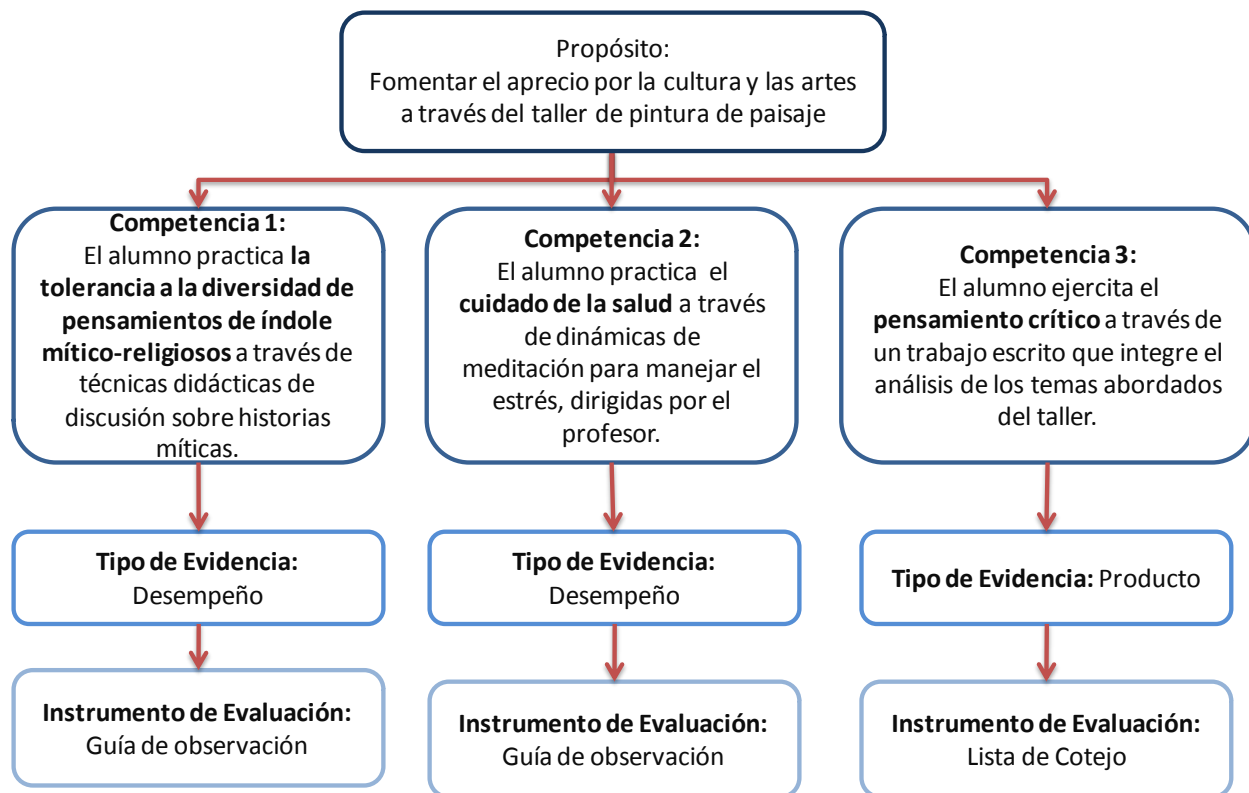 Propósito:
Fomentar el aprecio por la cultura y las artes
a través del taller de pintura de paisaje
Competencia 1:
El alumno practica la
tolerancia a la diversidad de
pensamientos de índole
mítico-religiosos a través de
técnicas didácticas de
discusión sobre historias
míticas.
Competencia 2:
El alumno practica el
cuidado de la salud a través
de dinámicas de
meditación para manejar el
estrés, dirigidas por el
profesor.
Competencia 3:
El alumno ejercita el
pensamiento crítico a través de
un trabajo escrito que integre el
análisis de los temas abordados
del taller.
Tipo de Evidencia:
Desempeño
Tipo de Evidencia:
Desempeño
Tipo de Evidencia: Producto
Instrumento de Evaluación:
Guía de observación
Instrumento de Evaluación:
Guía de observación
Instrumento de Evaluación:
Lista de Cotejo